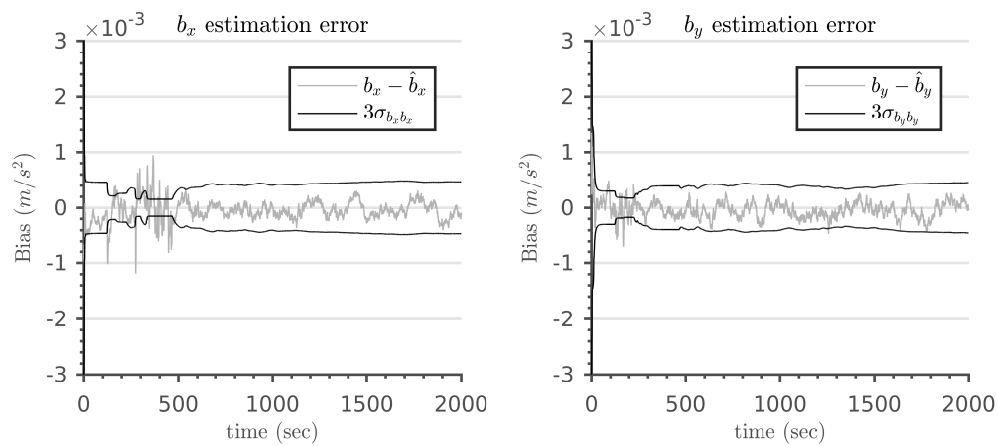 ×10⁻³ b_x estimation error
3
2
1
0
-1
-2
-3
Bias (m/s²)
b_x − b̂_x
3σ_{b_x b_x}
0 500 1000 1500 2000
time (sec)
×10⁻³ b_y estimation error
3
2
1
0
-1
-2
-3
Bias (m/s²)
b_y − b̂_y
3σ_{b_y b_y}
0 500 1000 1500 2000
time (sec)